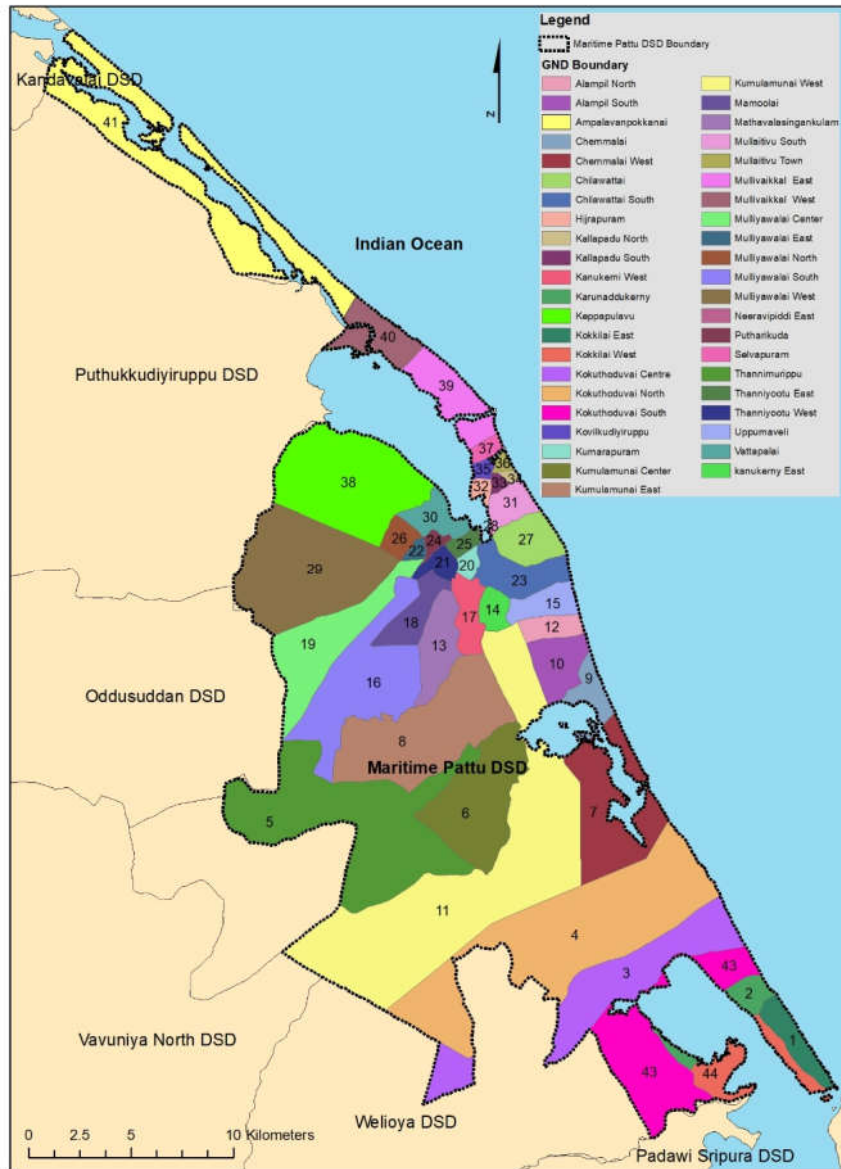 Legend
Maritime Pattu DSD Boundary
GND Boundary
Alampil North
Alampil South
Ampalavanpokkanai
Chemmalai
Chemmalai West
Chilawattai
Chilawattai South
Hijrapuram
Kallapadu North
Kallapadu South
Kanukerni West
Karunaddukerny
Keppapulavu
Kokkilai East
Kokkilai West
Kokuthoduvai Centre
Kokuthoduvai North
Kokuthoduvai South
Kovilkudiyiruppu
Kumarapuram
Kumulamunai Center
Kumulamunai East
Kumulamunai West
Mamoolai
Mathavalasingankulam
Mullaitivu South
Mullaitivu Town
Mullivaikkal East
Mullivaikkal West
Mulliyawalai Center
Mulliyawalai East
Mulliyawalai North
Mulliyawalai South
Mulliyawalai West
Neeravipiddi East
Putharikuda
Selvapuram
Thannimurippu
Thanniyootu East
Thanniyootu West
Uppumaveli
Vattapalai
kanukerny East
Z
Kandavalai DSD
41
Indian Ocean
40
Puthukkudiyiruppu DSD
39
37
36
35
34
33
32
31
38
30
28
27
26
24
25
22
21
20
23
29
14
15
17
18
12
19
13
10
9
16
Oddusuddan DSD
8
Maritime Pattu DSD
7
5
6
11
4
3
43
2
1
Vavuniya North DSD
43
44
Welioya DSD
0 2.5 5 10 Kilometers
Padawi Sripura DSD